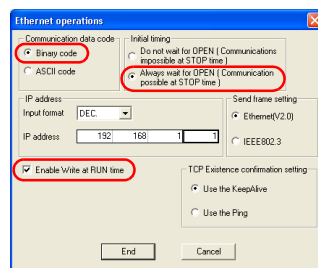 Ethernet operations
Communication data code
Binary code
ASCII code
Initial timing
Do not wait for OPEN ( Communications
impossible at STOP time )
Always wait for OPEN ( Communication
possible at STOP time )
IP address
Input format DEC.
IP address 192 168 1 1
Send frame setting
Ethernet(V2.0)
IEEE802.3
Enable Write at RUN time
TCP Existence confirmation setting
Use the KeepAlive
Use the Ping
End Cancel